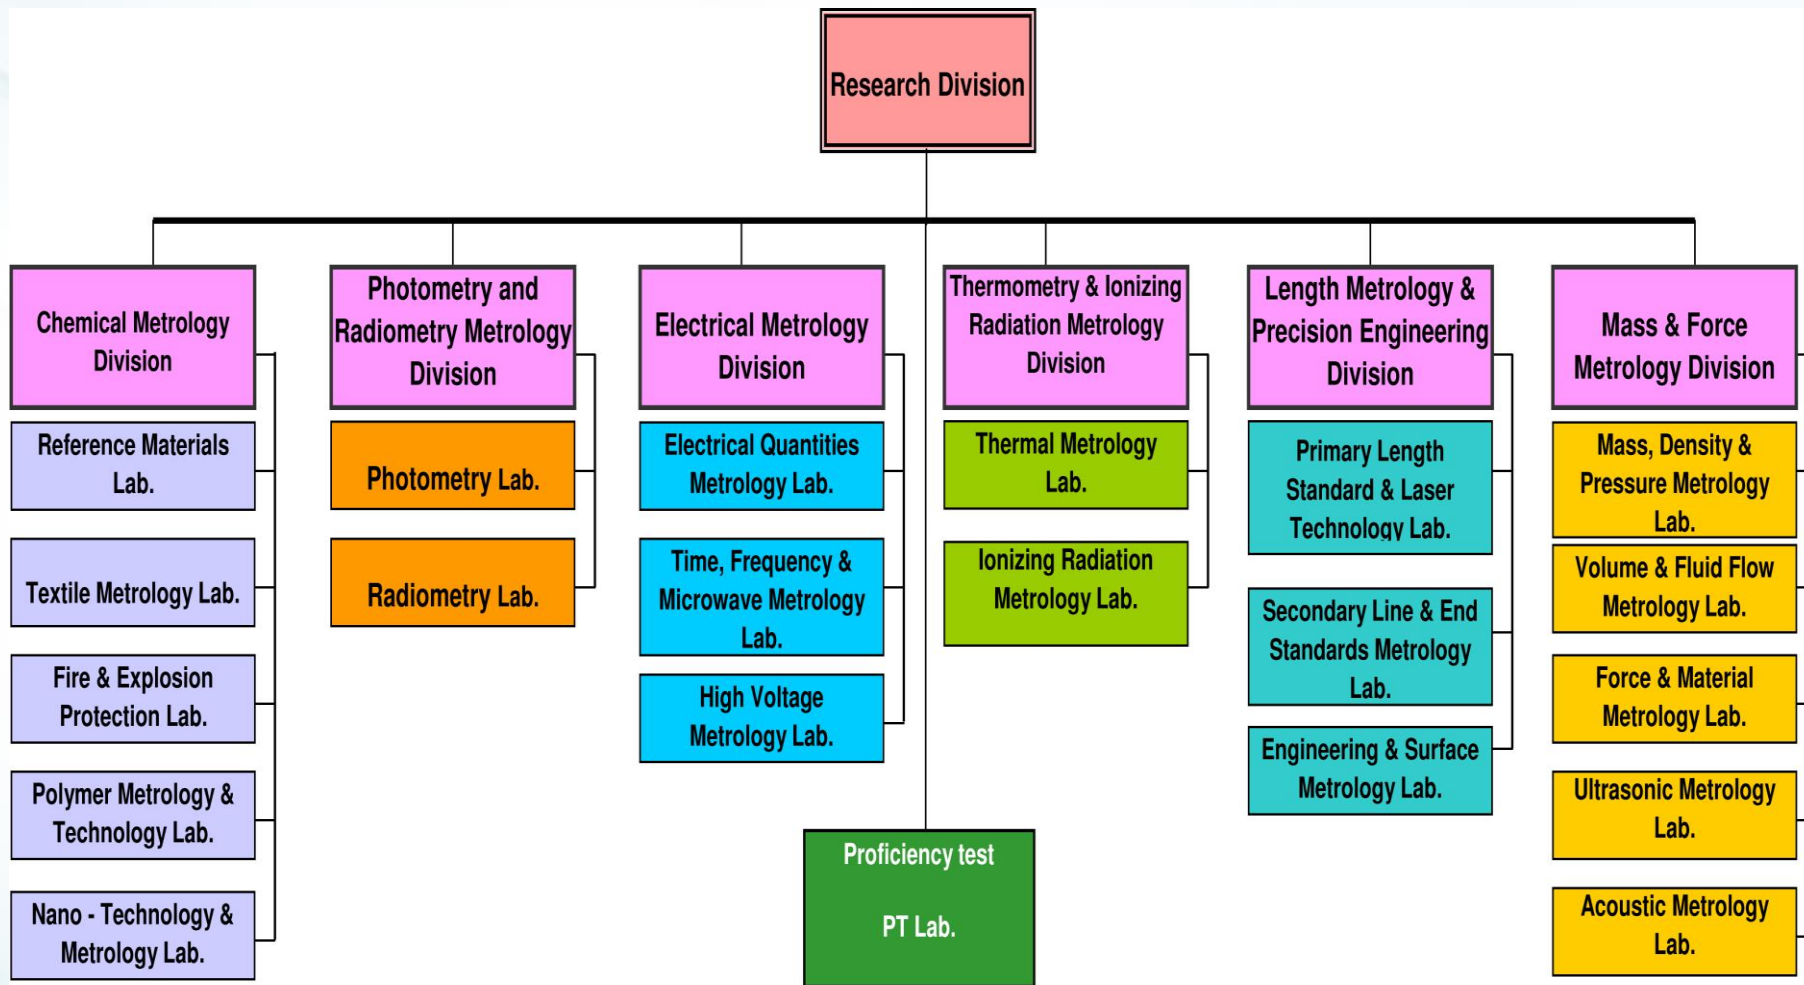 Research Division
Chemical Metrology
Division
Reference Materials
Lab.
Textile Metrology Lab.
Fire & Explosion
Protection Lab.
Polymer Metrology &
Technology Lab.
Nano - Technology &
Metrology Lab.
Photometry and
Radiometry Metrology
Division
Photometry Lab.
Radiometry Lab.
Electrical Metrology
Division
Electrical Quantities
Metrology Lab.
Time, Frequency &
Microwave Metrology
Lab.
High Voltage
Metrology Lab.
Proficiency test
PT Lab.
Thermometry & Ionizing
Radiation Metrology
Division
Thermal Metrology
Lab.
Ionizing Radiation
Metrology Lab.
Length Metrology &
Precision Engineering
Division
Primary Length
Standard & Laser
Technology Lab.
Secondary Line & End
Standards Metrology
Lab.
Engineering & Surface
Metrology Lab.
Mass & Force
Metrology Division
Mass, Density &
Pressure Metrology
Lab.
Volume & Fluid Flow
Metrology Lab.
Force & Material
Metrology Lab.
Ultrasonic Metrology
Lab.
Acoustic Metrology
Lab.